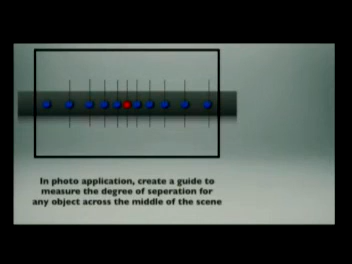 In photo application, create a guide to
measure the degree of seperation for
any object across the middle of the scene